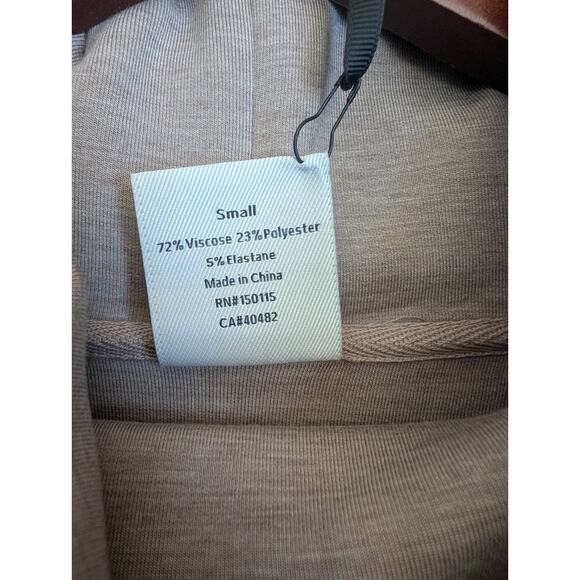 Small
72% Viscose 23% Polyester
5% Elastane
Made in China
RN#150115
CA#40482